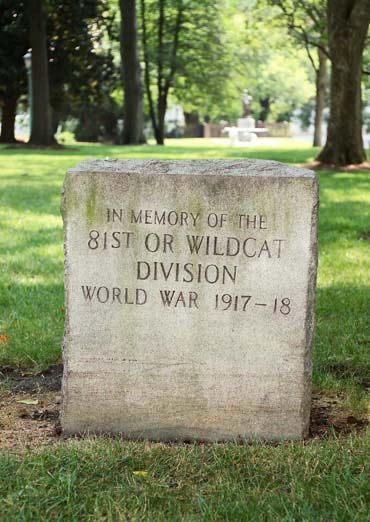 IN MEMORY OF THE
81ST OR WILDCAT
DIVISION
WORLD WAR 1917-18